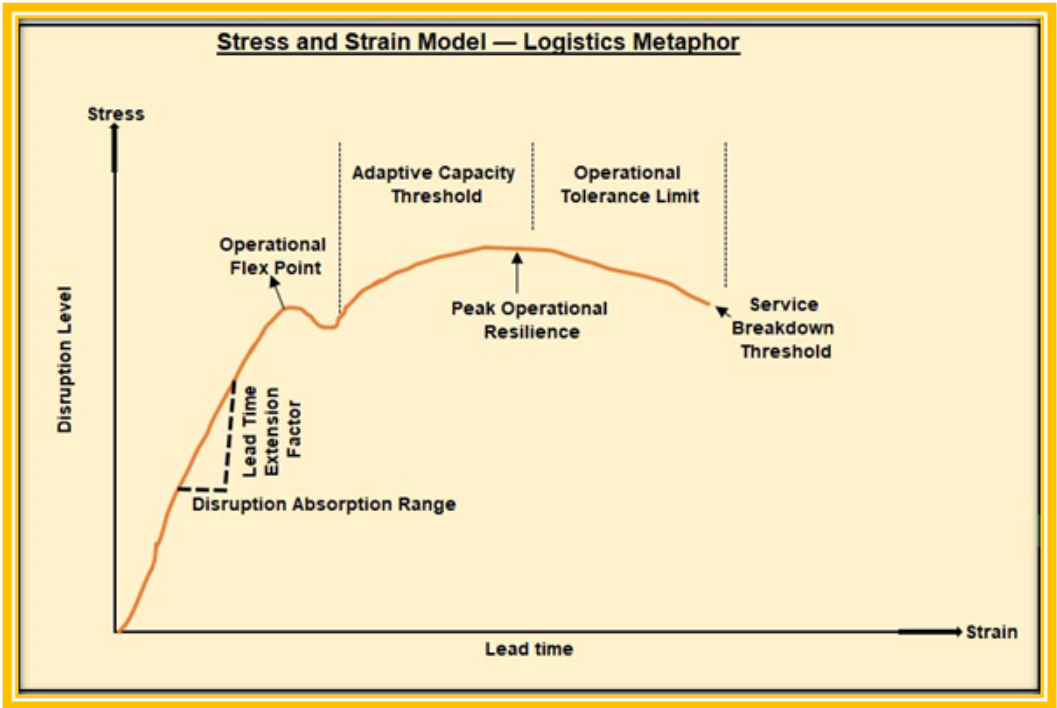 Stress and Strain Model — Logistics Metaphor
Stress
Adaptive Capacity
Threshold
Operational
Tolerance Limit
Operational
Flex Point
Peak Operational
Resilience
Service
Breakdown
Threshold
Disruption Level
Lead Time
Extension
Factor
Disruption Absorption Range
Strain
Lead time